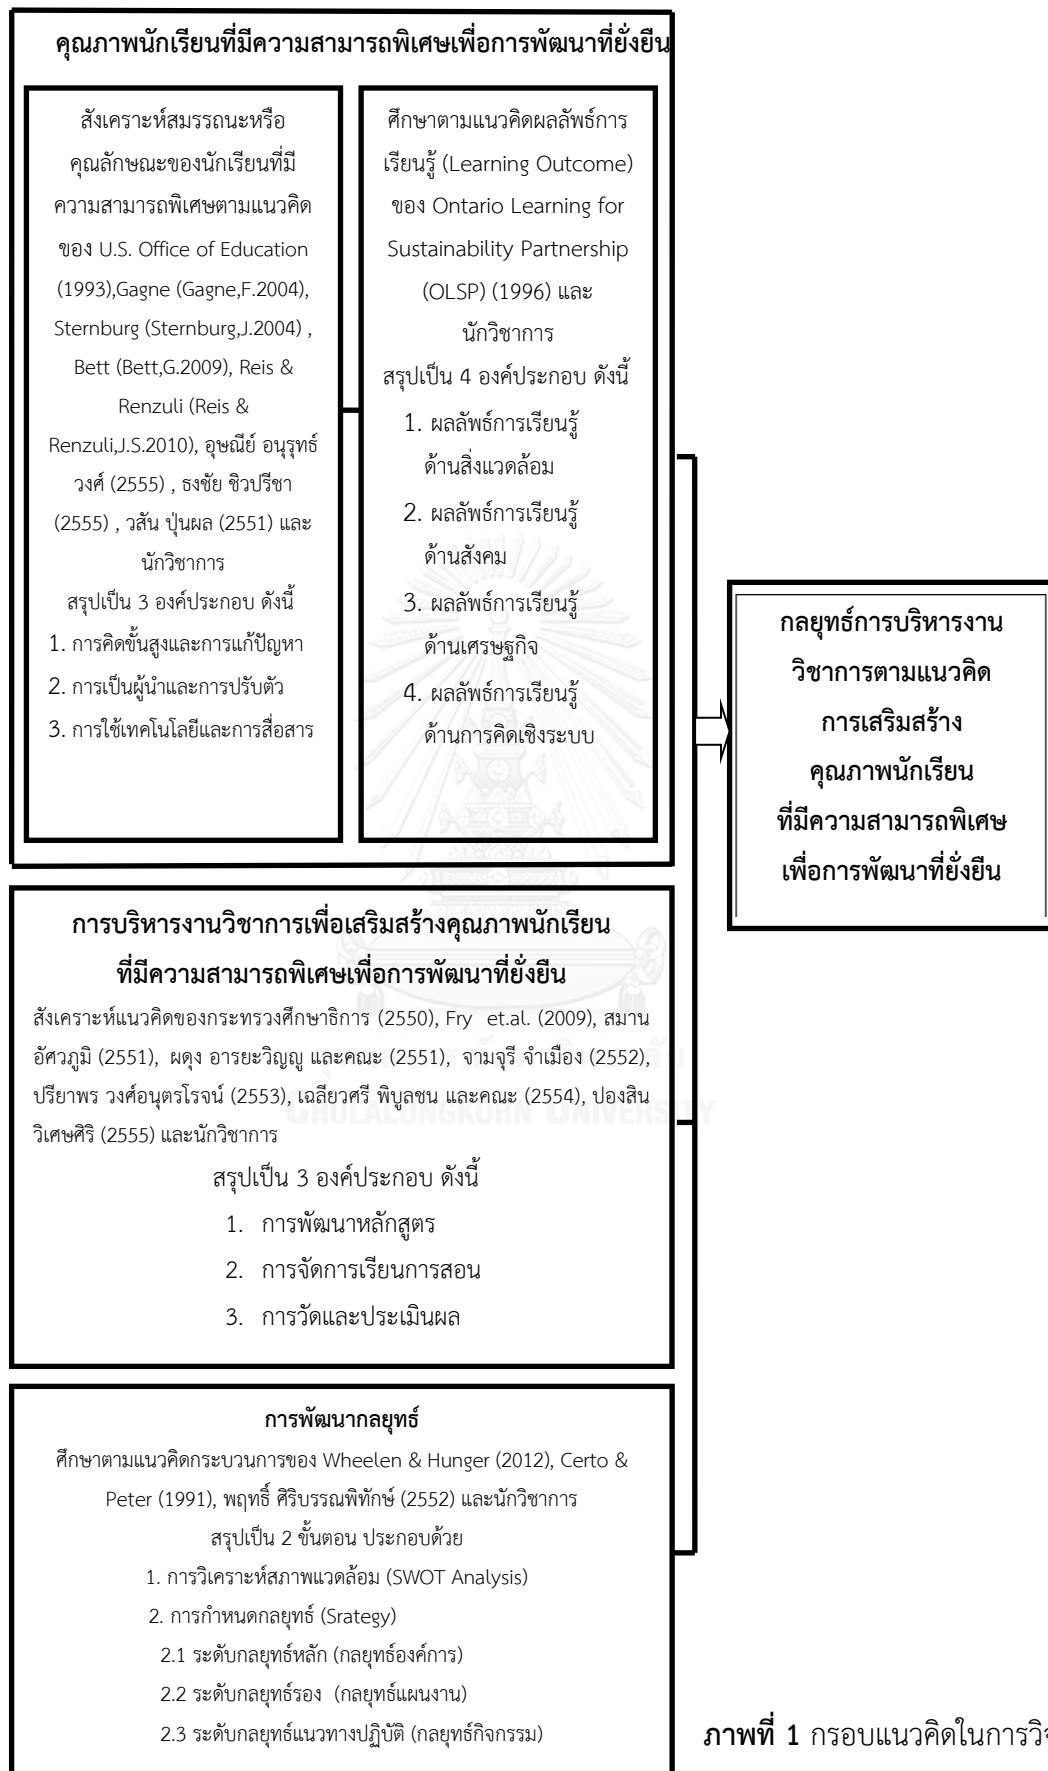 คุณภาพนักเรียนที่มีความสามารถพิเศษเพื่อการพัฒนาที่ยั่งยืน
สังเคราะห์สมรรถนะหรือ
คุณลักษณะของนักเรียนที่มี
ความสามารถพิเศษตามแนวคิด
ของ U.S. Office of Education
(1993),Gagne (Gagne,F.2004),
Sternburg (Sternburg,J.2004) ,
Bett (Bett,G.2009), Reis &
Renzuli (Reis &
Renzuli,J.S.2010), อุษณีย์ อนุรุทธ์
วงศ์ (2555) , ธงชัย ชิวปรีชา
(2555) , วสัน ปุ่นผล (2551) และ
นักวิชาการ
สรุปเป็น 3 องค์ประกอบ ดังนี้
1. การคิดขั้นสูงและการแก้ปัญหา
2. การเป็นผู้นำและการปรับตัว
3. การใช้เทคโนโลยีและการสื่อสาร
ศึกษาตามแนวคิดผลลัพธ์การ
เรียนรู้ (Learning Outcome)
ของ Ontario Learning for
Sustainability Partnership
(OLSP) (1996) และ
นักวิชาการ
สรุปเป็น 4 องค์ประกอบ ดังนี้
1. ผลลัพธ์การเรียนรู้
ด้านสิ่งแวดล้อม
2. ผลลัพธ์การเรียนรู้
ด้านสังคม
3. ผลลัพธ์การเรียนรู้
ด้านเศรษฐกิจ
4. ผลลัพธ์การเรียนรู้
ด้านการคิดเชิงระบบ
กลยุทธ์การบริหารงาน
วิชาการตามแนวคิด
การเสริมสร้าง
คุณภาพนักเรียน
ที่มีความสามารถพิเศษ
เพื่อการพัฒนาที่ยั่งยืน
การบริหารงานวิชาการเพื่อเสริมสร้างคุณภาพนักเรียน
ที่มีความสามารถพิเศษเพื่อการพัฒนาที่ยั่งยืน
สังเคราะห์แนวคิดของกระทรวงศึกษาธิการ (2550), Fry et.al. (2009), สมาน
อัศวภูมิ (2551), ผดุง อารยะวิญญู และคณะ (2551), จามจุรี จำเมือง (2552),
ปรียาพร วงศ์อนุตรโรจน์ (2553), เฉลียวศรี พิบูลชน และคณะ (2554), ปองสิน
วิเศษศิริ (2555) และนักวิชาการ
สรุปเป็น 3 องค์ประกอบ ดังนี้
1. การพัฒนาหลักสูตร
2. การจัดการเรียนการสอน
3. การวัดและประเมินผล
CHULALONGKORN UNIVERSITY
การพัฒนากลยุทธ์
ศึกษาตามแนวคิดกระบวนการของ Wheelen & Hunger (2012), Certo &
Peter (1991), พฤทธิ์ ศิริบรรณพิทักษ์ (2552) และนักวิชาการ
สรุปเป็น 2 ขั้นตอน ประกอบด้วย
1. การวิเคราะห์สภาพแวดล้อม (SWOT Analysis)
2. การกำหนดกลยุทธ์ (Srategy)
2.1 ระดับกลยุทธ์หลัก (กลยุทธ์องค์การ)
2.2 ระดับกลยุทธ์รอง (กลยุทธ์แผนงาน)
2.3 ระดับกลยุทธ์แนวทางปฏิบัติ (กลยุทธ์กิจกรรม)
ภาพที่ 1 กรอบแนวคิดในการวิจ